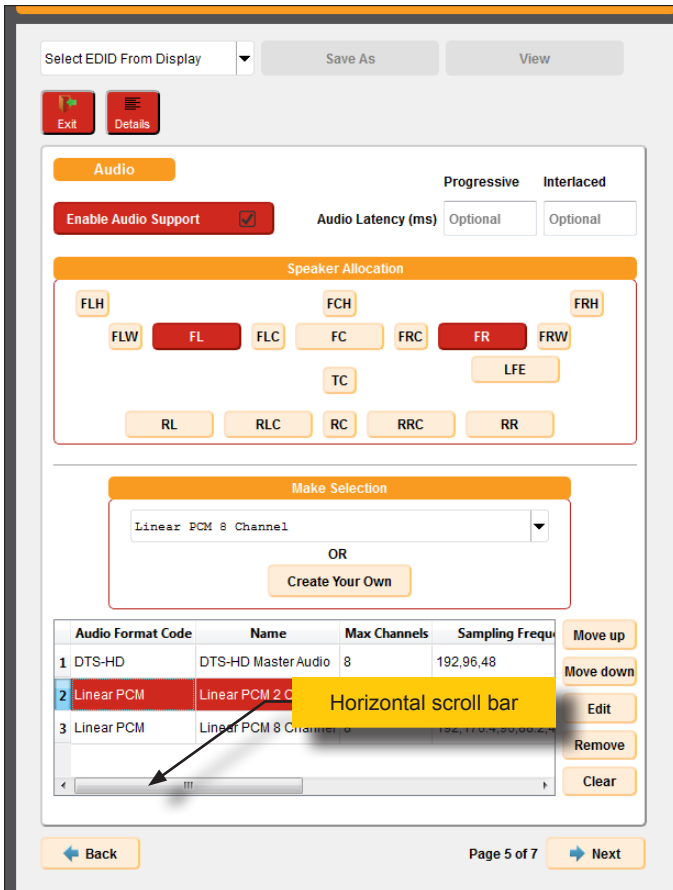 Select EDID From Display
Save As
View
Exit
Details
Audio
Progressive Interlaced
Enable Audio Support
Audio Latency (ms) Optional Optional
Speaker Allocation
FLH FCH FRH
FLW FL FLC FC FRC FR FRW
LFE
TC
RL RLC RC RRC RR
Make Selection
Linear PCM 8 Channel
OR
Create Your Own
Audio Format Code Name Max Channels Sampling
1 DTS-HD DTS-HD Master Audio 8 192,96,48
2 Linear PCM Linear PCM 2
3 Linear PCM Linear PCM 8 Channel 8
Horizontal scroll bar
Move up
Move down
Edit
Remove
Clear
Back
Page 5 of 7
Next